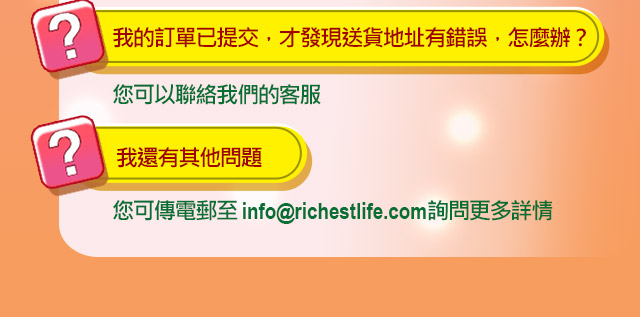 ?
我的訂單已提交，才發現送貨地址有錯誤，怎麼辦？
您可以聯絡我們的客服
?
我還有其他問題
您可傳電郵至 info@richestlife.com詢問更多詳情